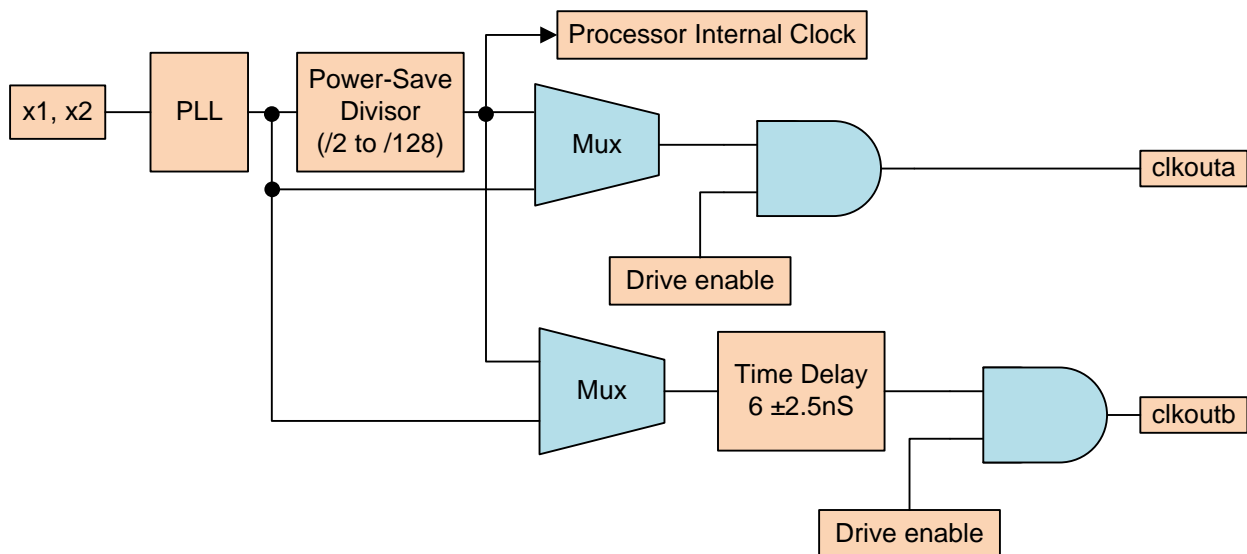 Processor Internal Clock
x1, x2
PLL
Power-Save
Divisor
(/2 to /128)
Mux
clkouta
Drive enable
Mux
Time Delay
6 ±2.5nS
clkoutb
Drive enable